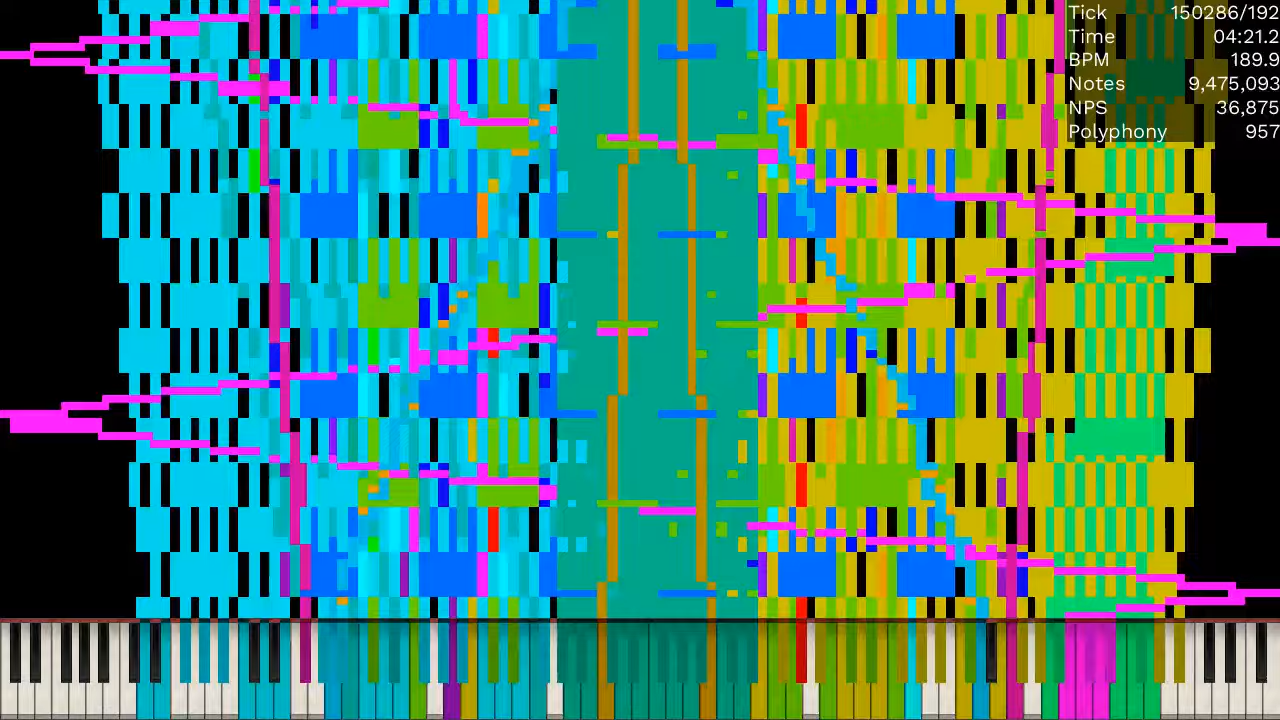 Tick 150286/192
Time 04:21.2
BPM 189.9
Notes 9,475,093
NPS 36,875
Polyphony 957